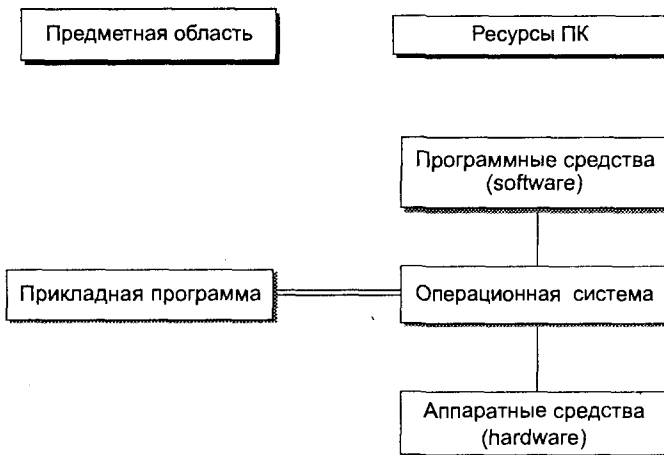 Предметная область
Ресурсы ПК
Программные средства
(software)
Прикладная программа
Операционная система
Аппаратные средства
(hardware)